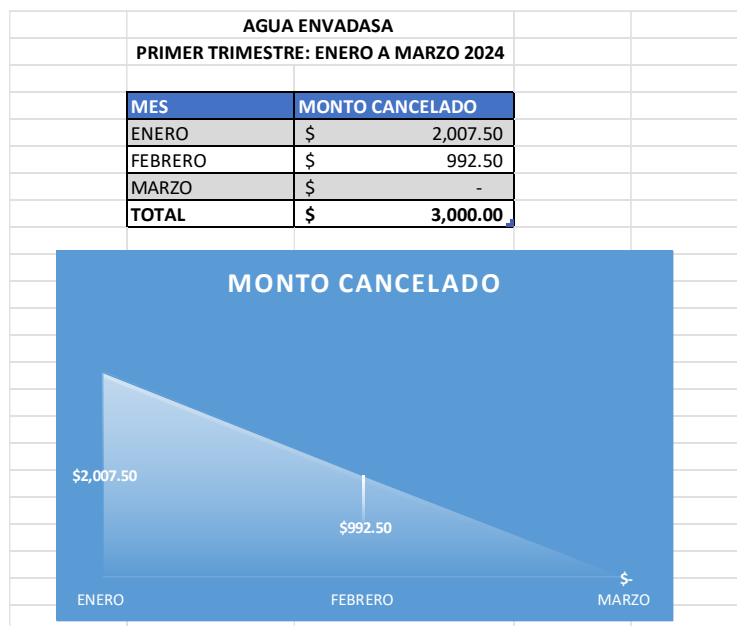 AGUA ENVADASA
PRIMER TRIMESTRE: ENERO A MARZO 2024
MES MONTO CANCELADO
ENERO $ 2,007.50
FEBRERO $ 992.50
MARZO $ -
TOTAL $ 3,000.00
MONTO CANCELADO
$2,007.50
$992.50
$-
ENERO FEBRERO MARZO